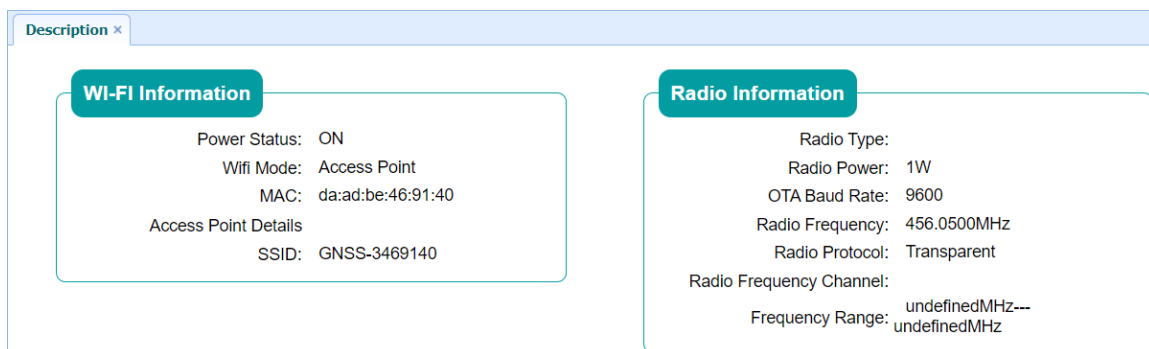 Description ×
WI-FI Information
Power Status: ON
Wifi Mode: Access Point
MAC: da:ad:be:46:91:40
Access Point Details
SSID: GNSS-3469140
Radio Information
Radio Type:
Radio Power: 1W
OTA Baud Rate: 9600
Radio Frequency: 456.0500MHz
Radio Protocol: Transparent
Radio Frequency Channel:
Frequency Range: undefinedMHz---
undefinedMHz